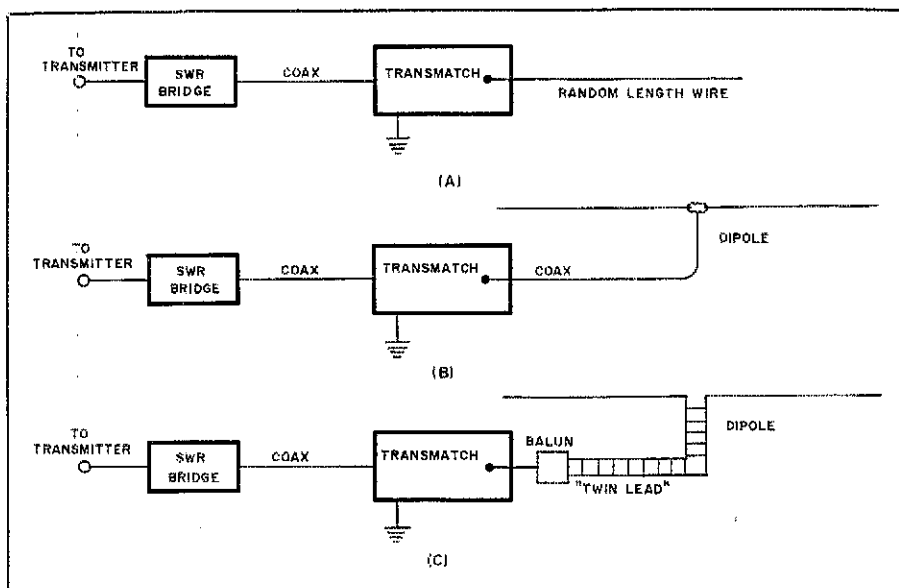 TO
TRANSMITTER
SWR
BRIDGE
COAX
TRANSMATCH
RANDOM LENGTH WIRE
(A)
TO
TRANSMITTER
SWR
BRIDGE
COAX
TRANSMATCH
COAX
DIPOLE
(B)
TO
TRANSMITTER
SWR
BRIDGE
COAX
TRANSMATCH
BALUN
"TWIN LEAD"
DIPOLE
(C)